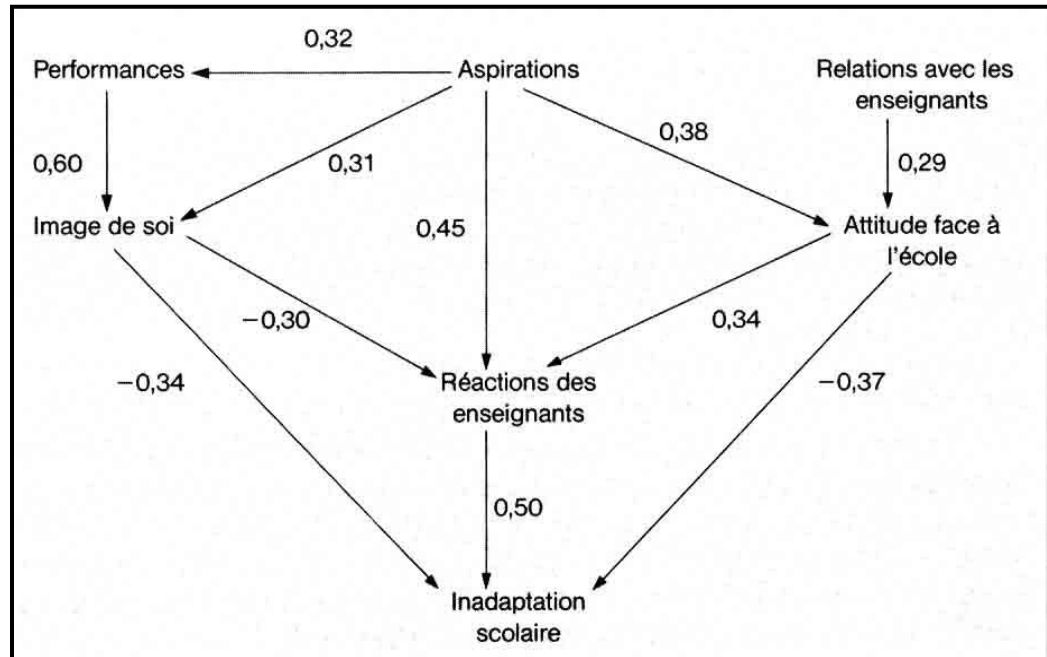 0,32
Performances
Aspirations
Relations avec les
enseignants
0,38
0,60
0,31
0,29
Image de soi
0,45
Attitude face à
l'école
−0,30
0,34
−0,34
Réactions des
enseignants
−0,37
0,50
Inadaptation
scolaire